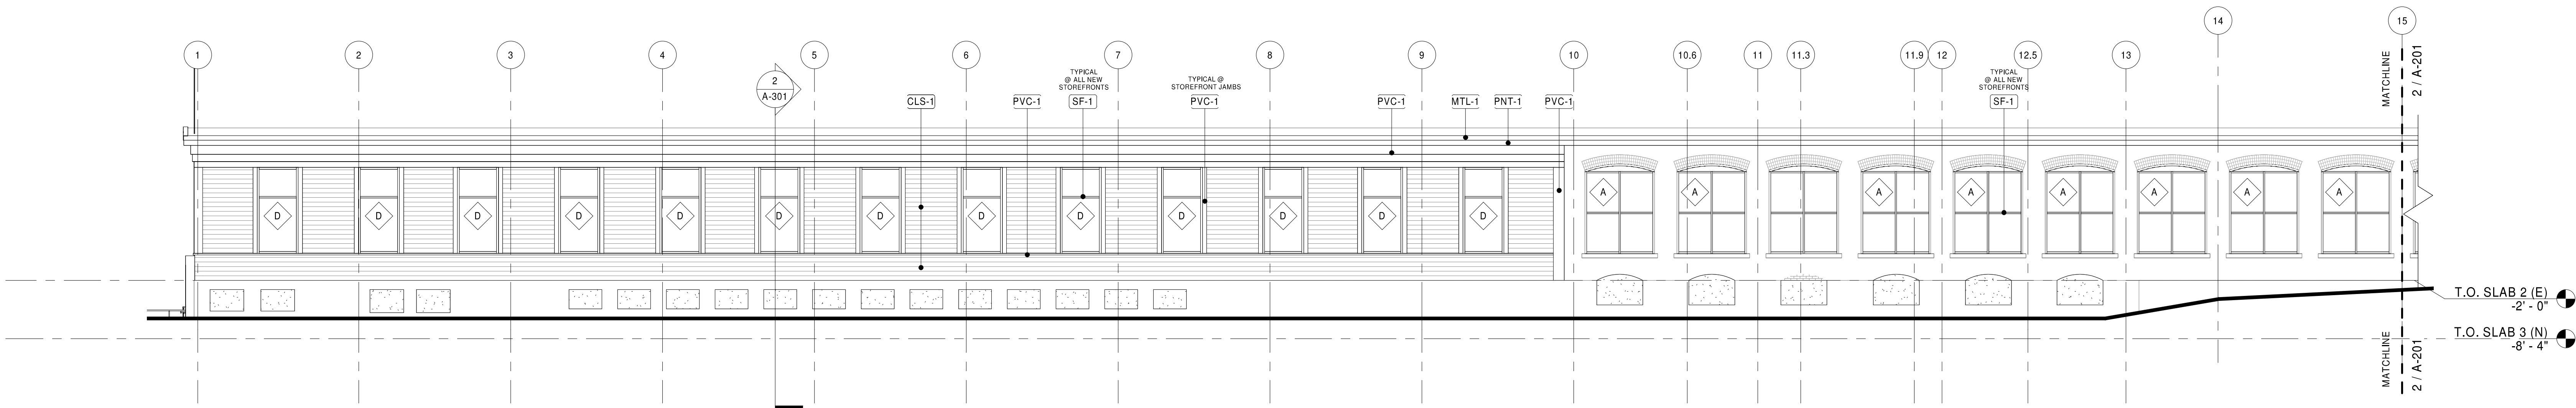 14
15
1
2
3
4
5
6
7
8
9
10
10.6
11
11.3
11.9
12
12.5
13
MATCHLINE
2 / A-201
2
A-301
TYPICAL
@ ALL NEW
STOREFRONTS
SF-1
TYPICAL @
STOREFRONT JAMBS
PVC-1
TYPICAL
@ ALL NEW
STOREFRONTS
SF-1
CLS-1
PVC-1
PVC-1
MTL-1
PNT-1
PVC-1
A
A
A
A
A
A
A
D
D
D
D
D
D
D
D
D
D
D
D
D
T.O. SLAB 2 (E)
-2' - 0"
T.O. SLAB 3 (N)
-8' - 4"
MATCHLINE
2 / A-201